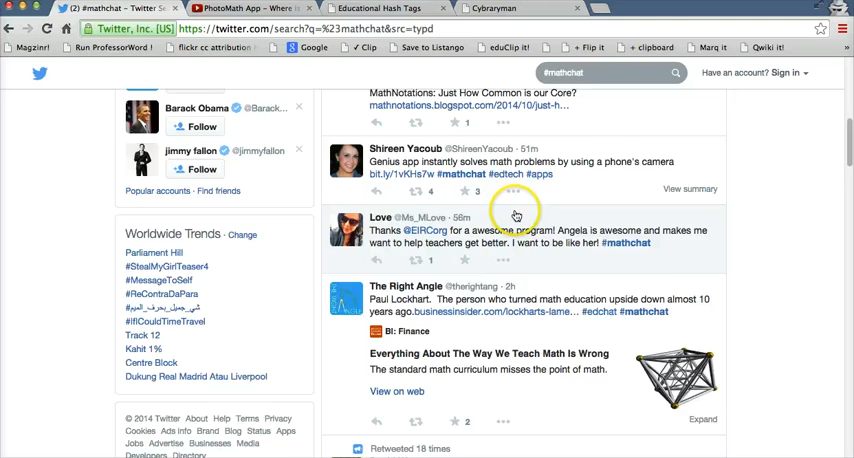 (2) #mathchat - Twitter Se
PhotoMath App - Where is
Educational Hash Tags
Cybraryman
Twitter, Inc. [US] https://twitter.com/search?q=%23mathchat&src=typd
Magzinr! Run ProfessorWord ! flickr cc attribution Google ✓ Clip Save to Listango eduClip it! + Flip it + clipboard Marq it Qwiki it!
#mathchat
Have an account? Sign in
Barack Obama @Barack...
Follow
jimmy fallon @jimmyfallon
Follow
Popular accounts · Find friends
Worldwide Trends · Change
Parliament Hill
#StealMyGirlTeaser4
#MessageToSelf
#ReContraDaPara
#شي_جميل_بحرف_الميم
#IfICouldTimeTravel
Track 12
Kahit 1%
Centre Block
Dukung Real Madrid Atau Liverpool
© 2014 Twitter About Help Terms Privacy
Cookies Ads info Brand Blog Status Apps
Jobs Advertise Businesses Media
Developers Directory
MathNotations: Just How Common is our Core?
mathnotations.blogspot.com/2014/10/just-h...
1
Shireen Yacoub @ShireenYacoub · 51m
Genius app instantly solves math problems by using a phone's camera
bit.ly/1vKHs7w #mathchat #edtech #apps
4 3 View summary
Love @Ms_MLove · 56m
Thanks @EIRCorg for a awesome program! Angela is awesome and makes me
want to help teachers get better. I want to be like her! #mathchat
1
The Right Angle @therightang · 2h
Paul Lockhart. The person who turned math education upside down almost 10
years ago.businessinsider.com/lockharts-lame... #edchat #mathchat
BI: Finance
Everything About The Way We Teach Math Is Wrong
The standard math curriculum misses the point of math.
View on web
2 Expand
Retweeted 18 times